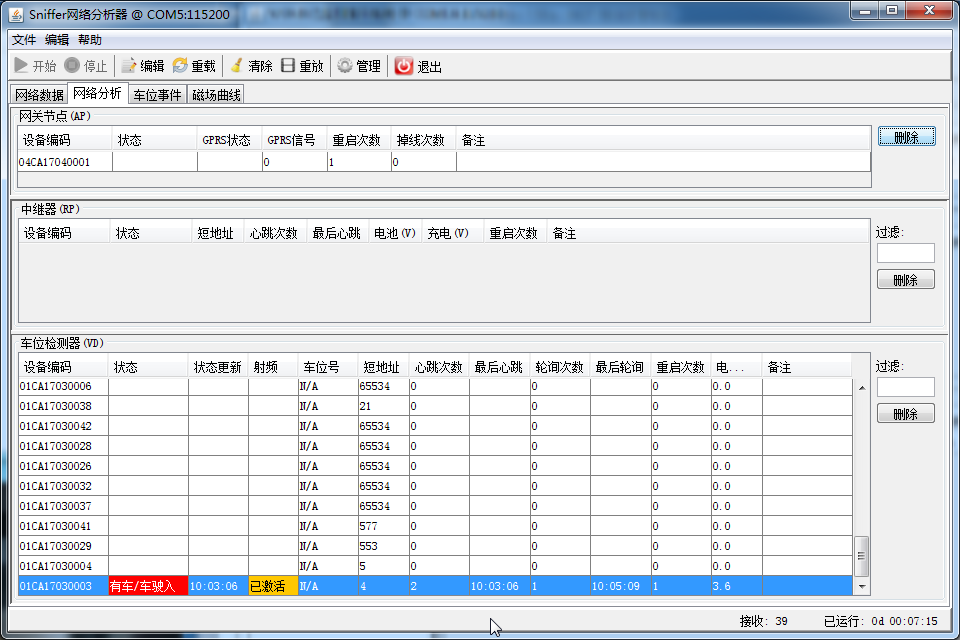 Sniffer网络分析器 @ COM5:115200
文件 编辑 帮助
开始 停止 编辑 重载 清除 重放 管理 退出
网络数据 网络分析 车位事件 磁场曲线
网关节点(AP)
设备编码 状态 GPRS状态 GPRS信号 重启次数 掉线次数 备注
04CA17040001 0 1 0
删除
中继器(RP)
设备编码 状态 短地址 心跳次数 最后心跳 电池(V) 充电(V) 重启次数 备注
过滤:
删除
车位检测器(VD)
设备编码 状态 状态更新 射频 车位号 短地址 心跳次数 最后心跳 轮询次数 最后轮询 重启次数 电... 备注
过滤:
删除
01CA17030006 N/A 65534 0 0 0 0.0
01CA17030038 N/A 21 0 0 0 0.0
01CA17030042 N/A 65534 0 0 0 0.0
01CA17030028 N/A 65534 0 0 0 0.0
01CA17030026 N/A 65534 0 0 0 0.0
01CA17030032 N/A 65534 0 0 0 0.0
01CA17030037 N/A 65534 0 0 0 0.0
01CA17030041 N/A 577 0 0 0 0.0
01CA17030029 N/A 553 0 0 0 0.0
01CA17030004 N/A 5 0 0 0 0.0
01CA17030003 有车/车驶入 10:03:06 已激活 N/A 4 2 10:03:06 1 10:05:09 1 3.6
接收: 39 已运行: 0d 00:07:15